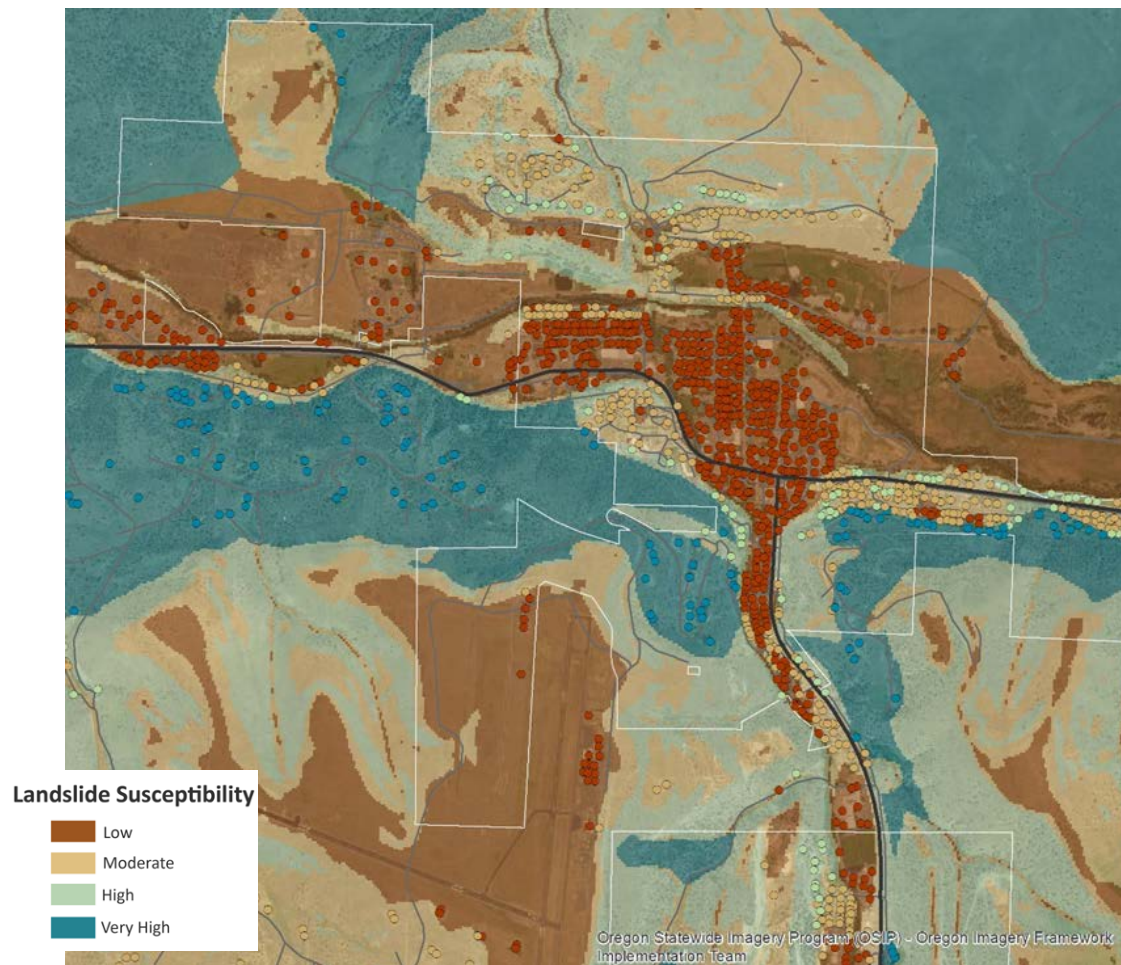 Landslide Susceptibility
Low
Moderate
High
Very High
Oregon Statewide Imagery Program (OSIP) - Oregon Imagery Framework
Implementation Team